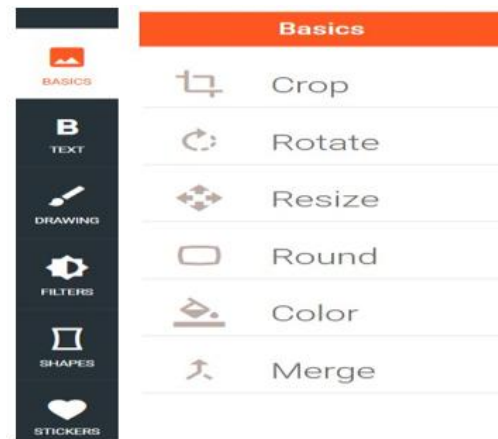 BASICS
B
TEXT
DRAWING
FILTERS
SHAPES
STICKERS
Basics
Crop
Rotate
Resize
Round
Color
Merge